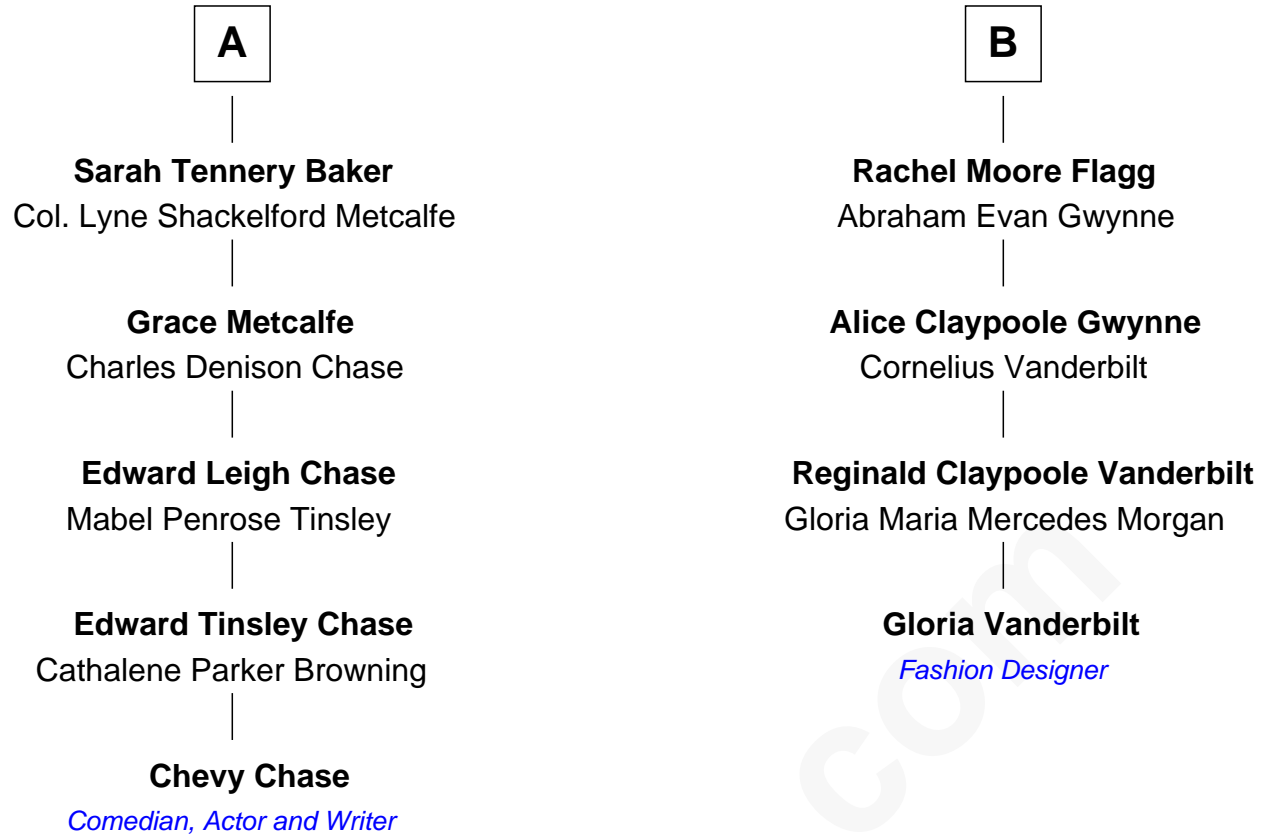 A
Sarah Tennery Baker
Col. Lyne Shackelford Metcalfe
Grace Metcalfe
Charles Denison Chase
Edward Leigh Chase
Mabel Penrose Tinsley
Edward Tinsley Chase
Cathalene Parker Browning
Chevy Chase
Comedian, Actor and Writer
B
Rachel Moore Flagg
Abraham Evan Gwynne
Alice Claypoole Gwynne
Cornelius Vanderbilt
Reginald Claypoole Vanderbilt
Gloria Maria Mercedes Morgan
Gloria Vanderbilt
Fashion Designer
com